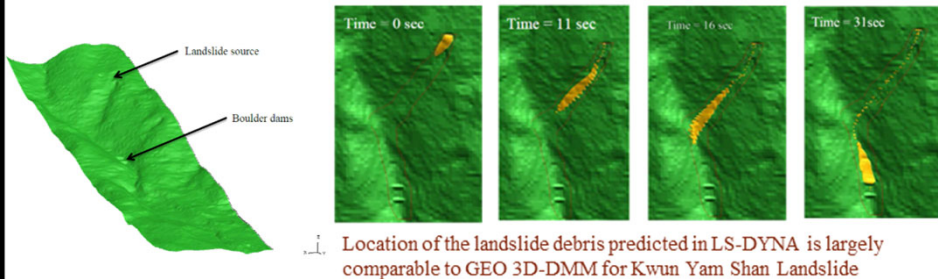 Landslide source
Boulder dams
Time = 0 sec
Time = 11 sec
Time = 16 sec
Time = 31sec
Location of the landslide debris predicted in LS-DYNA is largely
comparable to GEO 3D-DMM for Kwun Yam Shan Landslide